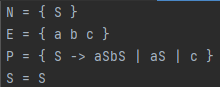 N = { S }
E = { a b c }
P = { S -> aSbS | aS | c }
S = S